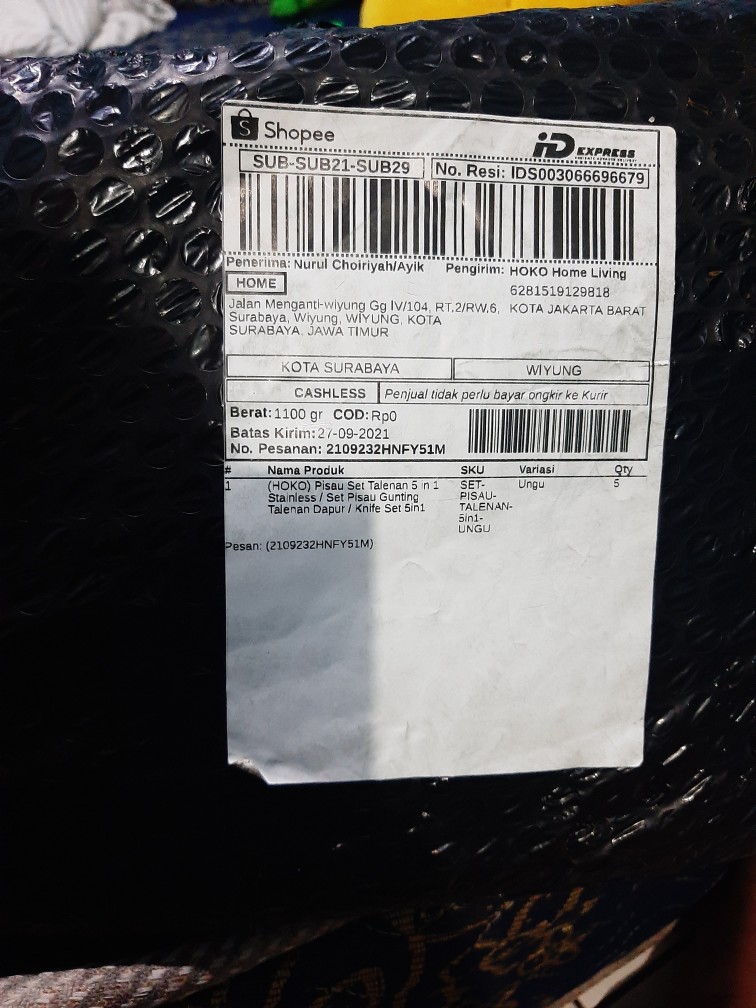 Shopee
iD EXPRESS
SUB-SUB21-SUB29
No. Resi: IDS003066696679
Penerima: Nurul Choiriyah/Ayik
Pengirim: HOKO Home Living
HOME
6281519129818
Jalan Menganti-wiyung Gg IV/104, RT.2/RW.6,
KOTA JAKARTA BARAT
Surabaya, Wiyung, WIYUNG, KOTA
SURABAYA, JAWA TIMUR
KOTA SURABAYA
WIYUNG
CASHLESS
Penjual tidak perlu bayar ongkir ke Kurir
Berat: 1100 gr COD: Rp0
Batas Kirim: 27-09-2021
No. Pesanan: 2109232HNFY51M
# Nama Produk SKU Variasi Qty
1 (HOKO) Pisau Set Talenan 5 in 1 SET- Ungu 5
Stainless / Set Pisau Gunting PISAU-
Talenan Dapur / Knife Set 5in1 TALENAN-
5in1-
UNGU
Pesan: (2109232HNFY51M)